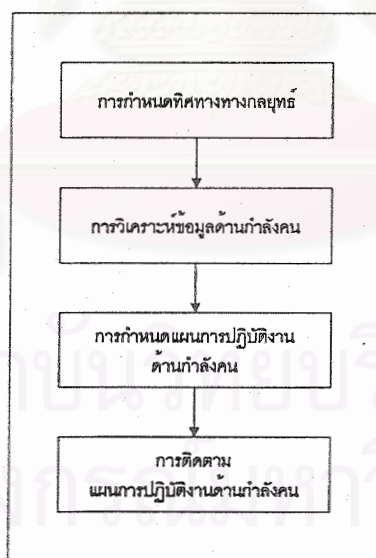 การกำหนดทิศทางทางกลยุทธ์
การวิเคราะห์ข้อมูลด้านกำลังคน
การกำหนดแผนการปฏิบัติงาน
ด้านกำลังคน
การติดตาม
แผนการปฏิบัติงานด้านกำลังคน